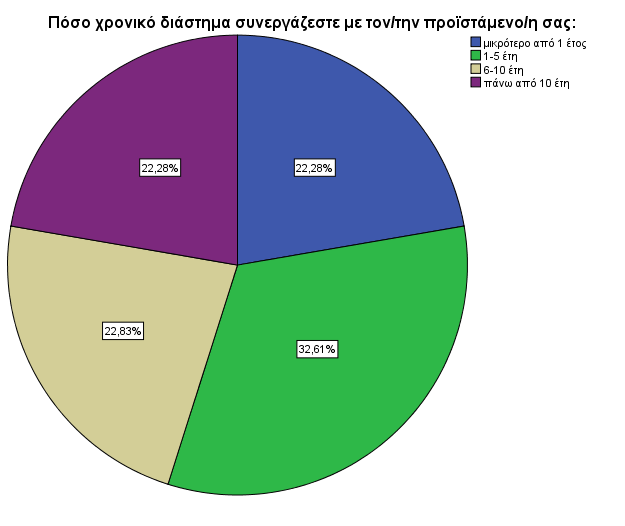 Πόσο χρονικό διάστημα συνεργάζεστε με τον/την προϊστάμενο/η σας:
μικρότερο από 1 έτος
1-5 έτη
6-10 έτη
πάνω από 10 έτη
22,28%
22,28%
22,83%
32,61%